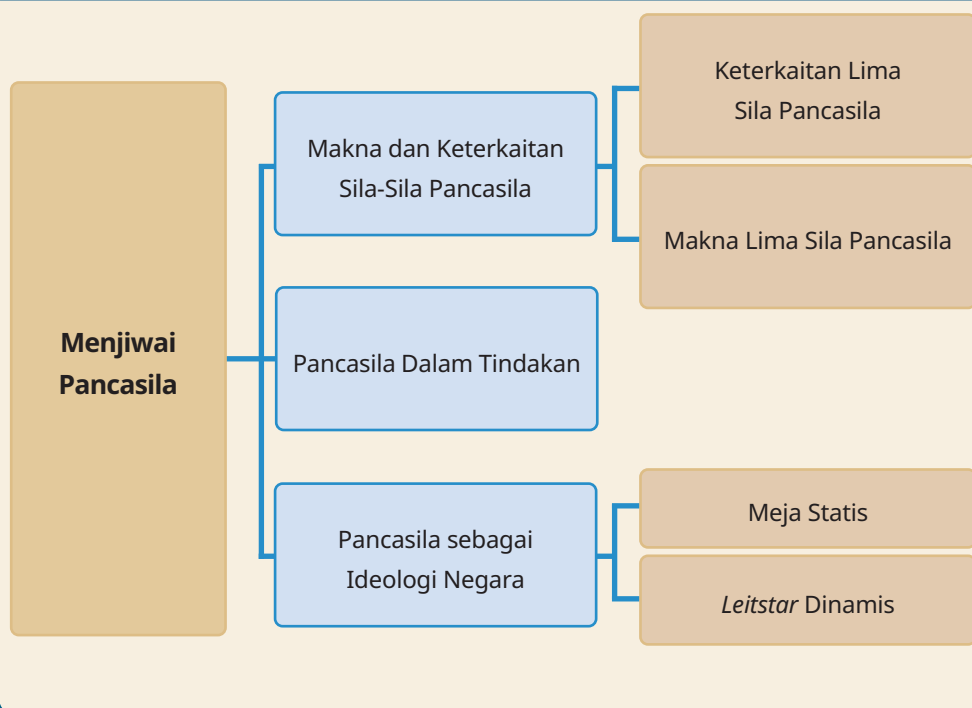 Menjiwai
Pancasila
Makna dan Keterkaitan
Sila-Sila Pancasila
Keterkaitan Lima
Sila Pancasila
Makna Lima Sila Pancasila
Pancasila Dalam Tindakan
Pancasila sebagai
Ideologi Negara
Meja Statis
Leitstar Dinamis